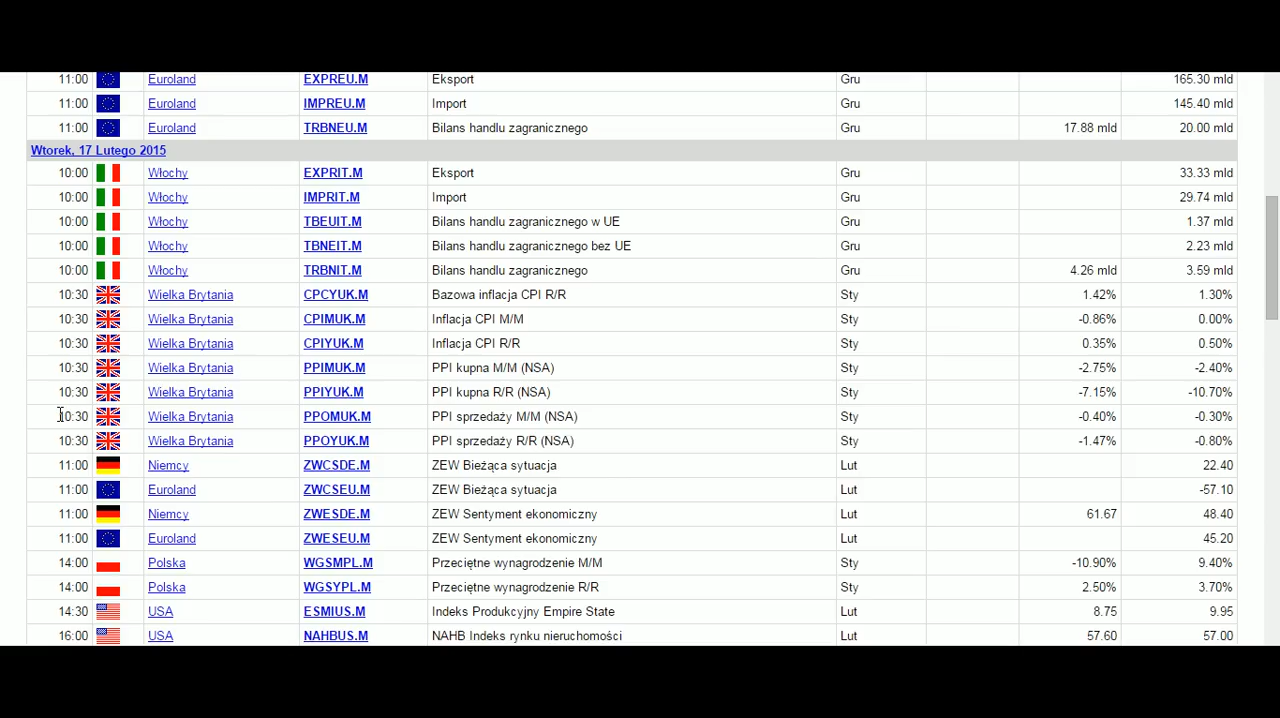 11:00 Euroland EXPREU.M Eksport Gru 165.30 mld
11:00 Euroland IMPREU.M Import Gru 145.40 mld
11:00 Euroland TRBNEU.M Bilans handlu zagranicznego Gru 17.88 mld 20.00 mld
Wtorek, 17 Lutego 2015
10:00 Włochy EXPRIT.M Eksport Gru 33.33 mld
10:00 Włochy IMPRIT.M Import Gru 29.74 mld
10:00 Włochy TBEUIT.M Bilans handlu zagranicznego w UE Gru 1.37 mld
10:00 Włochy TBNEIT.M Bilans handlu zagranicznego bez UE Gru 2.23 mld
10:00 Włochy TRBNIT.M Bilans handlu zagranicznego Gru 4.26 mld 3.59 mld
10:30 Wielka Brytania CPCYUK.M Bazowa inflacja CPI R/R Sty 1.42% 1.30%
10:30 Wielka Brytania CPIMUK.M Inflacja CPI M/M Sty -0.86% 0.00%
10:30 Wielka Brytania CPIYUK.M Inflacja CPI R/R Sty 0.35% 0.50%
10:30 Wielka Brytania PPIMUK.M PPI kupna M/M (NSA) Sty -2.75% -2.40%
10:30 Wielka Brytania PPIYUK.M PPI kupna R/R (NSA) Sty -7.15% -10.70%
10:30 Wielka Brytania PPOMUK.M PPI sprzedaży M/M (NSA) Sty -0.40% -0.30%
10:30 Wielka Brytania PPOYUK.M PPI sprzedaży R/R (NSA) Sty -1.47% -0.80%
11:00 Niemcy ZWCSDE.M ZEW Bieżąca sytuacja Lut 22.40
11:00 Euroland ZWCSEU.M ZEW Bieżąca sytuacja Lut -57.10
11:00 Niemcy ZWESDE.M ZEW Sentyment ekonomiczny Lut 61.67 48.40
11:00 Euroland ZWESEU.M ZEW Sentyment ekonomiczny Lut 45.20
14:00 Polska WGSMPL.M Przeciętne wynagrodzenie M/M Sty -10.90% 9.40%
14:00 Polska WGSYPL.M Przeciętne wynagrodzenie R/R Sty 2.50% 3.70%
14:30 USA ESMIUS.M Indeks Produkcyjny Empire State Lut 8.75 9.95
16:00 USA NAHBUS.M NAHB Indeks rynku nieruchomości Lut 57.60 57.00